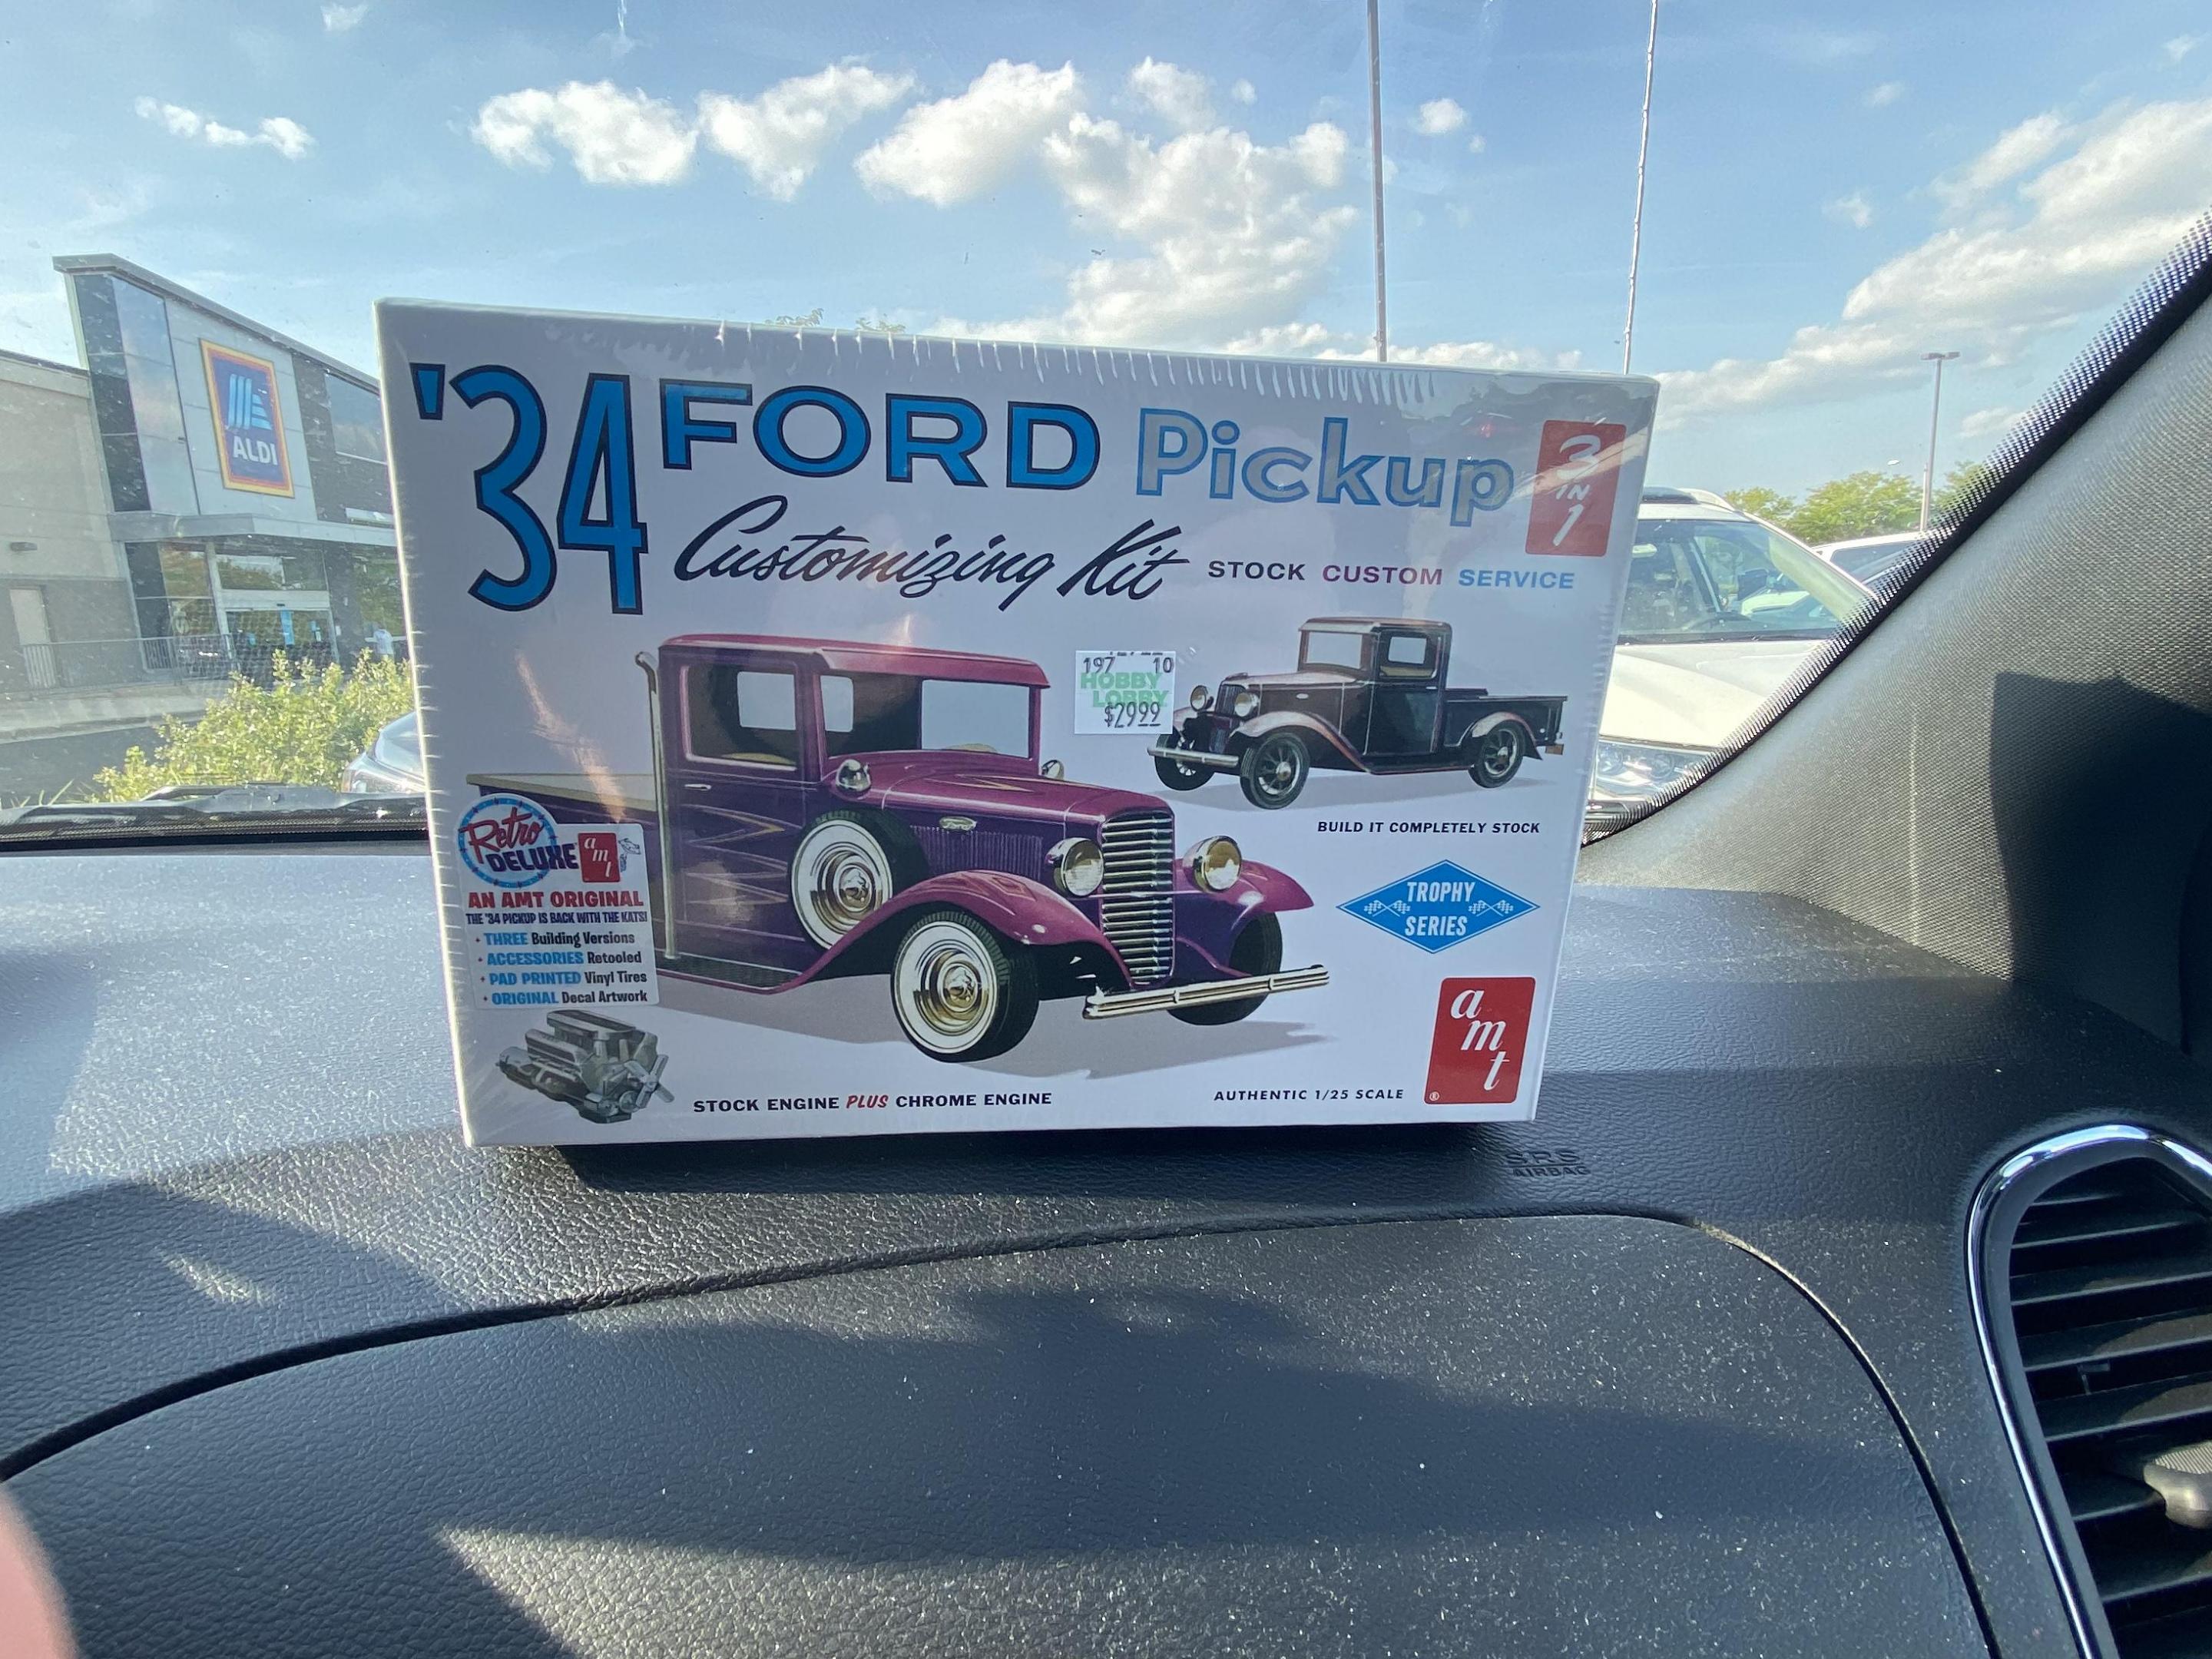 ALDI
'34 FORD Pickup
3 IN 1
Customizing Kit
STOCK CUSTOM SERVICE
197 10
HOBBY
LOBBY
$2999
BUILD IT COMPLETELY STOCK
TROPHY
SERIES
Retro
DELUXE
amt
AN AMT ORIGINAL
THE '34 PICKUP IS BACK WITH THE KATS!
• THREE Building Versions
• ACCESSORIES Retooled
• PAD PRINTED Vinyl Tires
• ORIGINAL Decal Artwork
STOCK ENGINE PLUS CHROME ENGINE
AUTHENTIC 1/25 SCALE
amt
®
SRS
AIRBAG